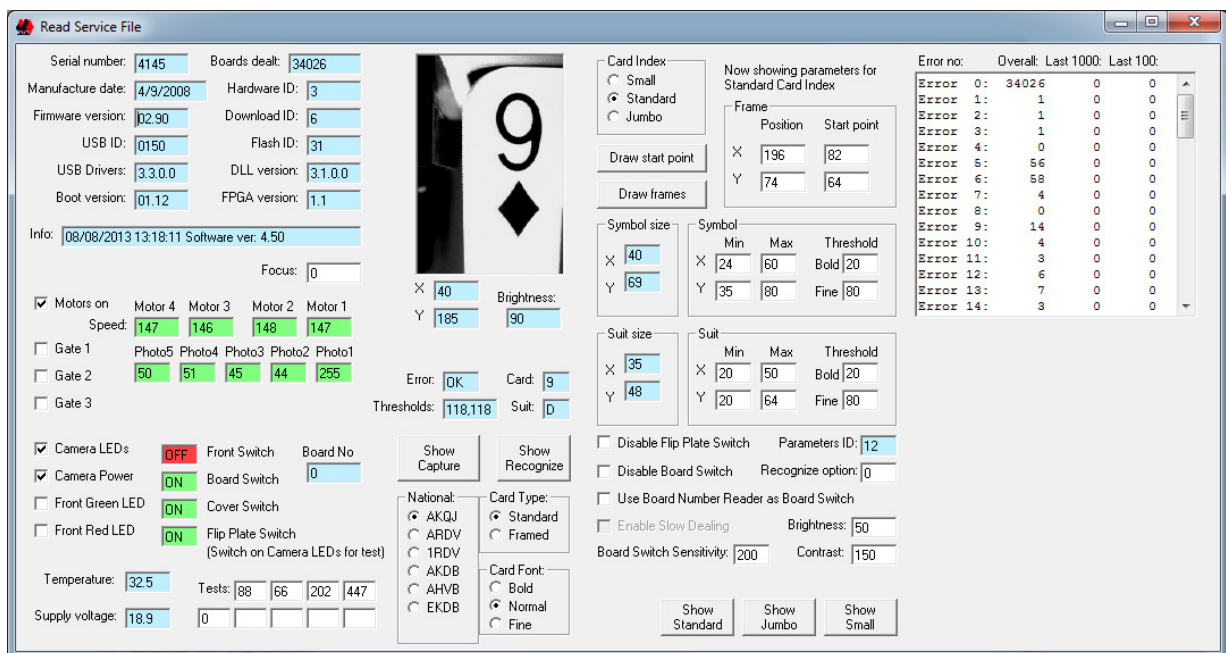 Read Service File
Serial number: 4145 Boards dealt: 34026
Manufacture date: 4/9/2008 Hardware ID: 3
Firmware version: 02.90 Download ID: 6
USB ID: 0150 Flash ID: 31
USB Drivers: 3.3.0.0 DLL version: 3.1.0.0
Boot version: 01.12 FPGA version: 1.1
Info: 08/08/2013 13:18:11 Software ver: 4.50
Focus: 0
Motors on Motor 4 Motor 3 Motor 2 Motor 1
Speed: 147 146 148 147
Gate 1 Photo5 Photo4 Photo3 Photo2 Photo1
Gate 2 50 51 45 44 255
Gate 3
Camera LEDs OFF Front Switch Board No
Camera Power ON Board Switch 0
Front Green LED ON Cover Switch
Front Red LED ON Flip Plate Switch
(Switch on Camera LEDs for test)
Temperature: 32.5 Tests: 88 66 202 447
Supply voltage: 18.9 0
9
X 40 Brightness:
Y 185 90
Error: OK Card: 9
Thresholds: 118,118 Suit: D
Show Capture
Show Recognize
National:
AKQJ
ARDV
1RDV
AKDB
AHVB
EKDB
Card Type:
Standard
Framed
Card Font:
Bold
Normal
Fine
Card Index
Small
Standard
Jumbo
Draw start point
Draw frames
Now showing parameters for
Standard Card Index
Frame
Position Start point
X 196 82
Y 74 64
Symbol size
X 40
Y 69
Symbol
Min Max Threshold
X 24 60 Bold 20
Y 35 80 Fine 80
Suit size
X 35
Y 48
Suit
Min Max Threshold
X 20 50 Bold 20
Y 20 64 Fine 80
Disable Flip Plate Switch Parameters ID: 12
Disable Board Switch Recognize option: 0
Use Board Number Reader as Board Switch
Enable Slow Dealing Brightness: 50
Board Switch Sensitivity: 200 Contrast: 150
Show Standard
Show Jumbo
Show Small
Error no: Overall: Last 1000: Last 100:
Error 0: 34026 0 0
Error 1: 1 0 0
Error 2: 1 0 0
Error 3: 1 0 0
Error 4: 0 0 0
Error 5: 56 0 0
Error 6: 58 0 0
Error 7: 4 0 0
Error 8: 0 0 0
Error 9: 14 0 0
Error 10: 4 0 0
Error 11: 3 0 0
Error 12: 6 0 0
Error 13: 7 0 0
Error 14: 3 0 0